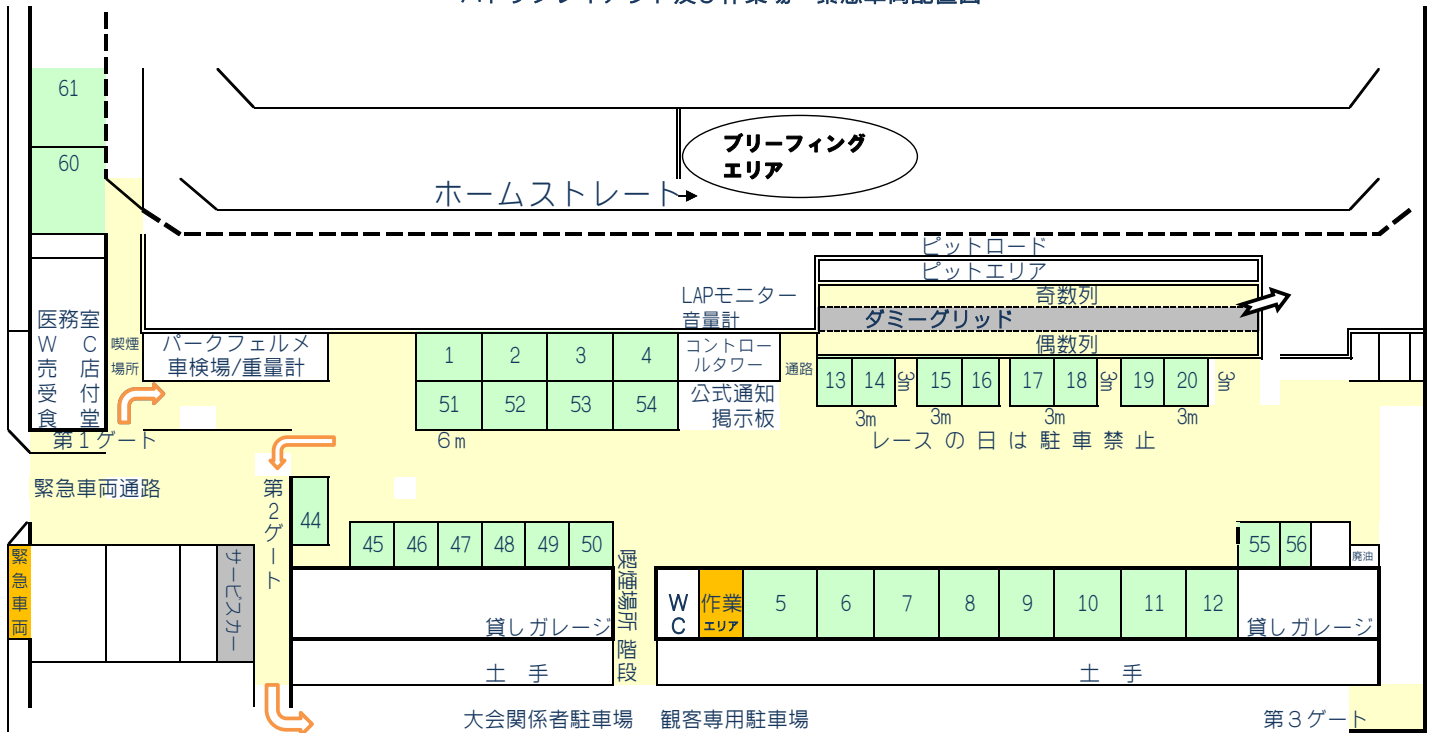 61
60
ブリーフィング
エリア
ホームストレート
ピットロード
ピットエリア
奇数列
ダミーグリッド
偶数列
LAPモニター
音量計
医務室
W C
売 店
受 付
食 堂
喫煙
場所
パークフェルメ
車検場/重量計
1 2 3 4
コントロー
ルタワー
通路
51 52 53 54
公式通知
掲示板
13 14 3m 15 16 17 18 3m 19 20 3m
3m 3m 3m 3m
6m
レースの日は駐車禁止
第1ゲート
緊急車両通路
第2ゲート
44
45 46 47 48 49 50
55 56
廃油
緊急車両
サービスカー
貸しガレージ
喫煙場所
階段
W
C
作業
エリア
5 6 7 8 9 10 11 12
貸しガレージ
土 手
土 手
大会関係者駐車場 観客専用駐車場
第3ゲート